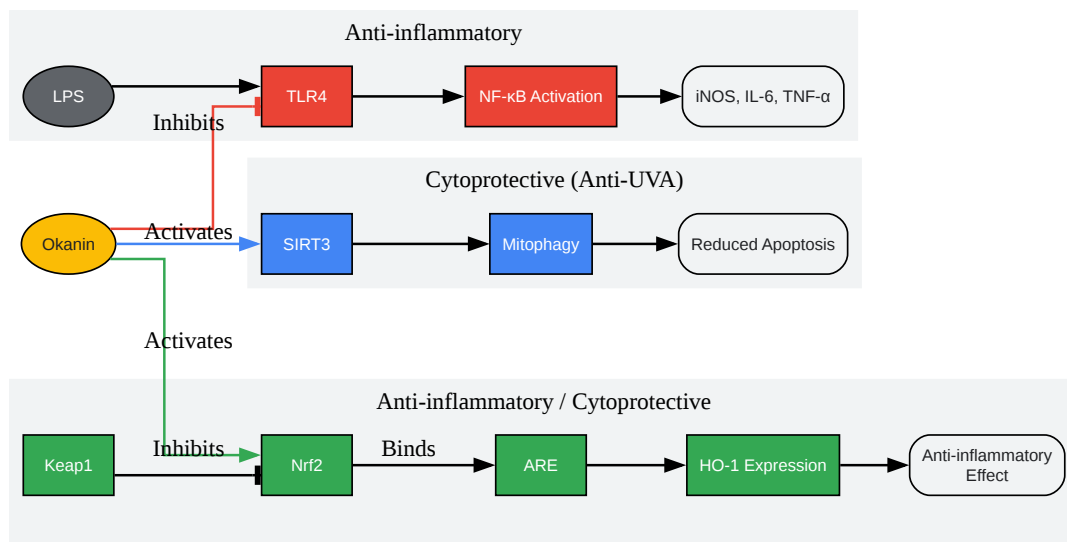 Anti-inflammatory
LPS
TLR4
NF-κB Activation
iNOS, IL-6, TNF-α
Inhibits
Cytoprotective (Anti-UVA)
Okanin
Activates
SIRT3
Mitophagy
Reduced Apoptosis
Activates
Anti-inflammatory / Cytoprotective
Keap1
Inhibits
Nrf2
Binds
ARE
HO-1 Expression
Anti-inflammatory
Effect